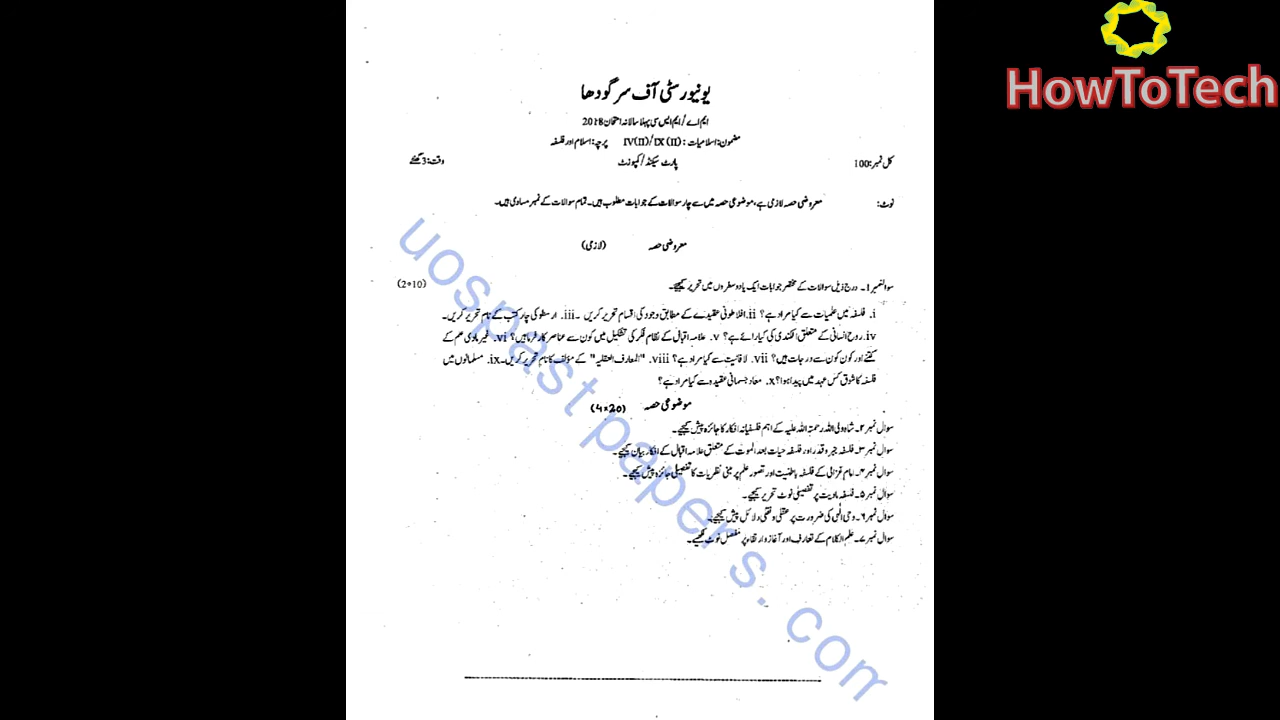 HowToTech
یونیورسٹی آف سرگودھا
ایم اے/ایم ایس سی پہلا سالانہ امتحان 2018
مضمون: اسلامیات : IV(II)/IX (II) پرچہ: اسلام اور فلسفہ
کل نمبر: 100 پارٹ سیکنڈ/کمپوزٹ وقت: 3 گھنٹے
نوٹ: معروضی حصہ لازمی ہے، موضوعی حصہ میں سے چار سوالات کے جوابات مطلوب ہیں۔ تمام سوالات کے نمبر مساوی ہیں۔
معروضی حصہ (لازمی)
سوال نمبر 1۔ درج ذیل سوالات کے مختصر جوابات ایک یا دو سطروں میں تحریر کیجیے۔ (2*10)
i. فلسفہ میں علمیات سے کیا مراد ہے؟ ii. افلاطونی عقیدے کے مطابق وجود کی اقسام تحریر کریں۔ iii. ارسطو کی چار کتب کے نام تحریر کریں۔
iv. روح انسانی کے متعلق الکندی کی کیا رائے ہے؟ v. علامہ اقبال کے نظام فکر کی تشکیل میں کون سے عناصر کارفرما ہیں؟ vi. غیر مادی علم کے
کتنے اور کون کون سے درجات ہیں؟ vii. لافانیت سے کیا مراد ہے؟ viii. "المعارف العقلیہ" کے مؤلف کا نام تحریر کریں۔ ix. مسلمانوں میں
فلسفہ کا شوق کس عہد میں پیدا ہوا؟ x. معاد جسمانی عقیدہ سے کیا مراد ہے؟
موضوعی حصہ (4×20)
سوال نمبر ۲۔ شاہ ولی اللہ رحمۃ اللہ علیہ کے اہم فلسفیانہ افکار کا جائزہ پیش کیجیے۔
سوال نمبر ۳۔ فلسفہ جبر و قدر اور فلسفہ حیات بعد الموت کے متعلق علامہ اقبال کے افکار بیان کیجیے۔
سوال نمبر ۴۔ امام غزالی کے فلسفہ باطنیت اور تصور علم پر مبنی نظریات کا تفصیلی جائزہ پیش کیجیے۔
سوال نمبر ۵۔ فلسفہ مادیت پر تفصیلی نوٹ تحریر کیجیے۔
سوال نمبر ۶۔ وحی الٰہی کی ضرورت پر عقلی و نقلی دلائل پیش کیجیے۔
سوال نمبر ۷۔ علم الکلام کے تعارف اور آغاز و ارتقاء پر مفصل نوٹ لکھیے۔
uospastpapers.com